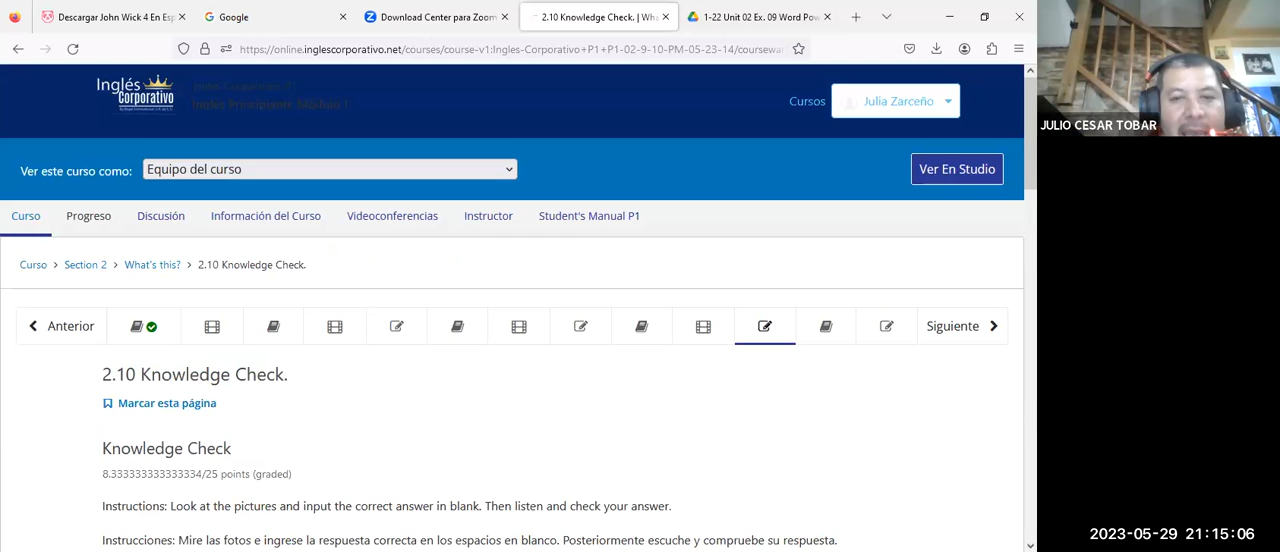 Descargar John Wick 4 En Esp
Google
Download Center para Zoom
2.10 Knowledge Check. | Wha
1-22 Unit 02 Ex. 09 Word Pow
https://online.inglescorporativo.net/courses/course-v1:Ingles-Corporativo+P1+P1-02-9-10-PM-05-23-14/coursewar
Inglés
Corporativo
Inglés Principiante Módulo 1
Cursos
Julia Zarceño
Ver este curso como:
Equipo del curso
Ver En Studio
Curso
Progreso
Discusión
Información del Curso
Videoconferencias
Instructor
Student's Manual P1
Curso > Section 2 > What's this? > 2.10 Knowledge Check.
Anterior
Siguiente
2.10 Knowledge Check.
Marcar esta página
Knowledge Check
8.333333333333334/25 points (graded)
Instructions: Look at the pictures and input the correct answer in blank. Then listen and check your answer.
Instrucciones: Mire las fotos e ingrese la respuesta correcta en los espacios en blanco. Posteriormente escuche y compruebe su respuesta.
JULIO CESAR TOBAR
2023-05-29 21:15:06